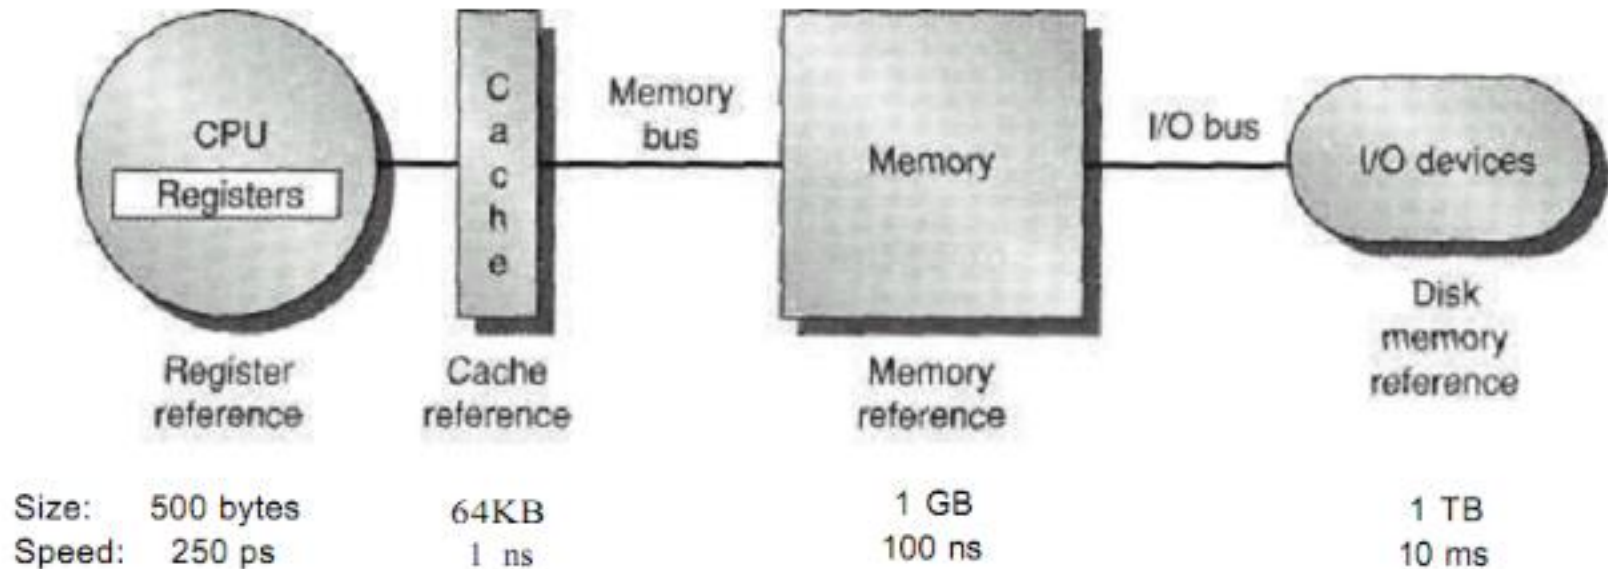 CPU
Registers
C
a
c
h
e
Memory
bus
Memory
I/O bus
I/O devices
Register
reference
Cache
reference
Memory
reference
Disk
memory
reference
Size: 500 bytes 64KB 1 GB 1 TB
Speed: 250 ps 1 ns 100 ns 10 ms